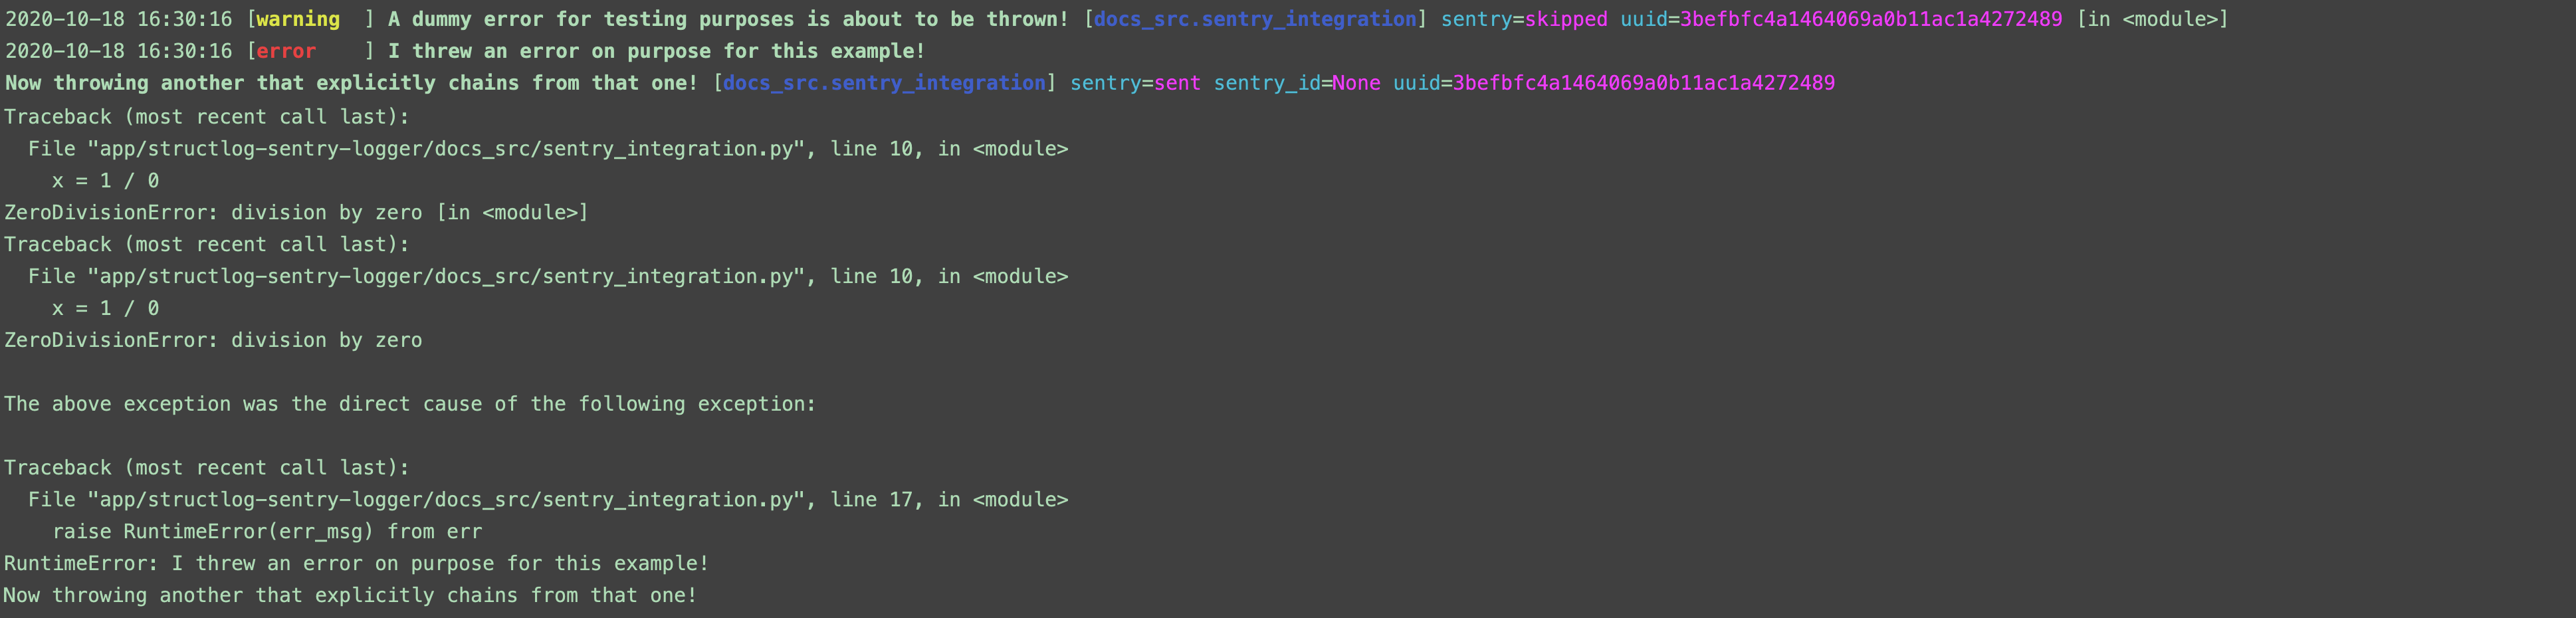 2020-10-18 16:30:16 [warning  ] A dummy error for testing purposes is about to be thrown! [docs_src.sentry_integration] sentry=skipped uuid=3befbfc4a1464069a0b11ac1a4272489 [in <module>]
2020-10-18 16:30:16 [error    ] I threw an error on purpose for this example!
Now throwing another that explicitly chains from that one! [docs_src.sentry_integration] sentry=sent sentry_id=None uuid=3befbfc4a1464069a0b11ac1a4272489
Traceback (most recent call last):
  File "app/structlog-sentry-logger/docs_src/sentry_integration.py", line 10, in <module>
    x = 1 / 0
ZeroDivisionError: division by zero [in <module>]
Traceback (most recent call last):
  File "app/structlog-sentry-logger/docs_src/sentry_integration.py", line 10, in <module>
    x = 1 / 0
ZeroDivisionError: division by zero

The above exception was the direct cause of the following exception:

Traceback (most recent call last):
  File "app/structlog-sentry-logger/docs_src/sentry_integration.py", line 17, in <module>
    raise RuntimeError(err_msg) from err
RuntimeError: I threw an error on purpose for this example!
Now throwing another that explicitly chains from that one!